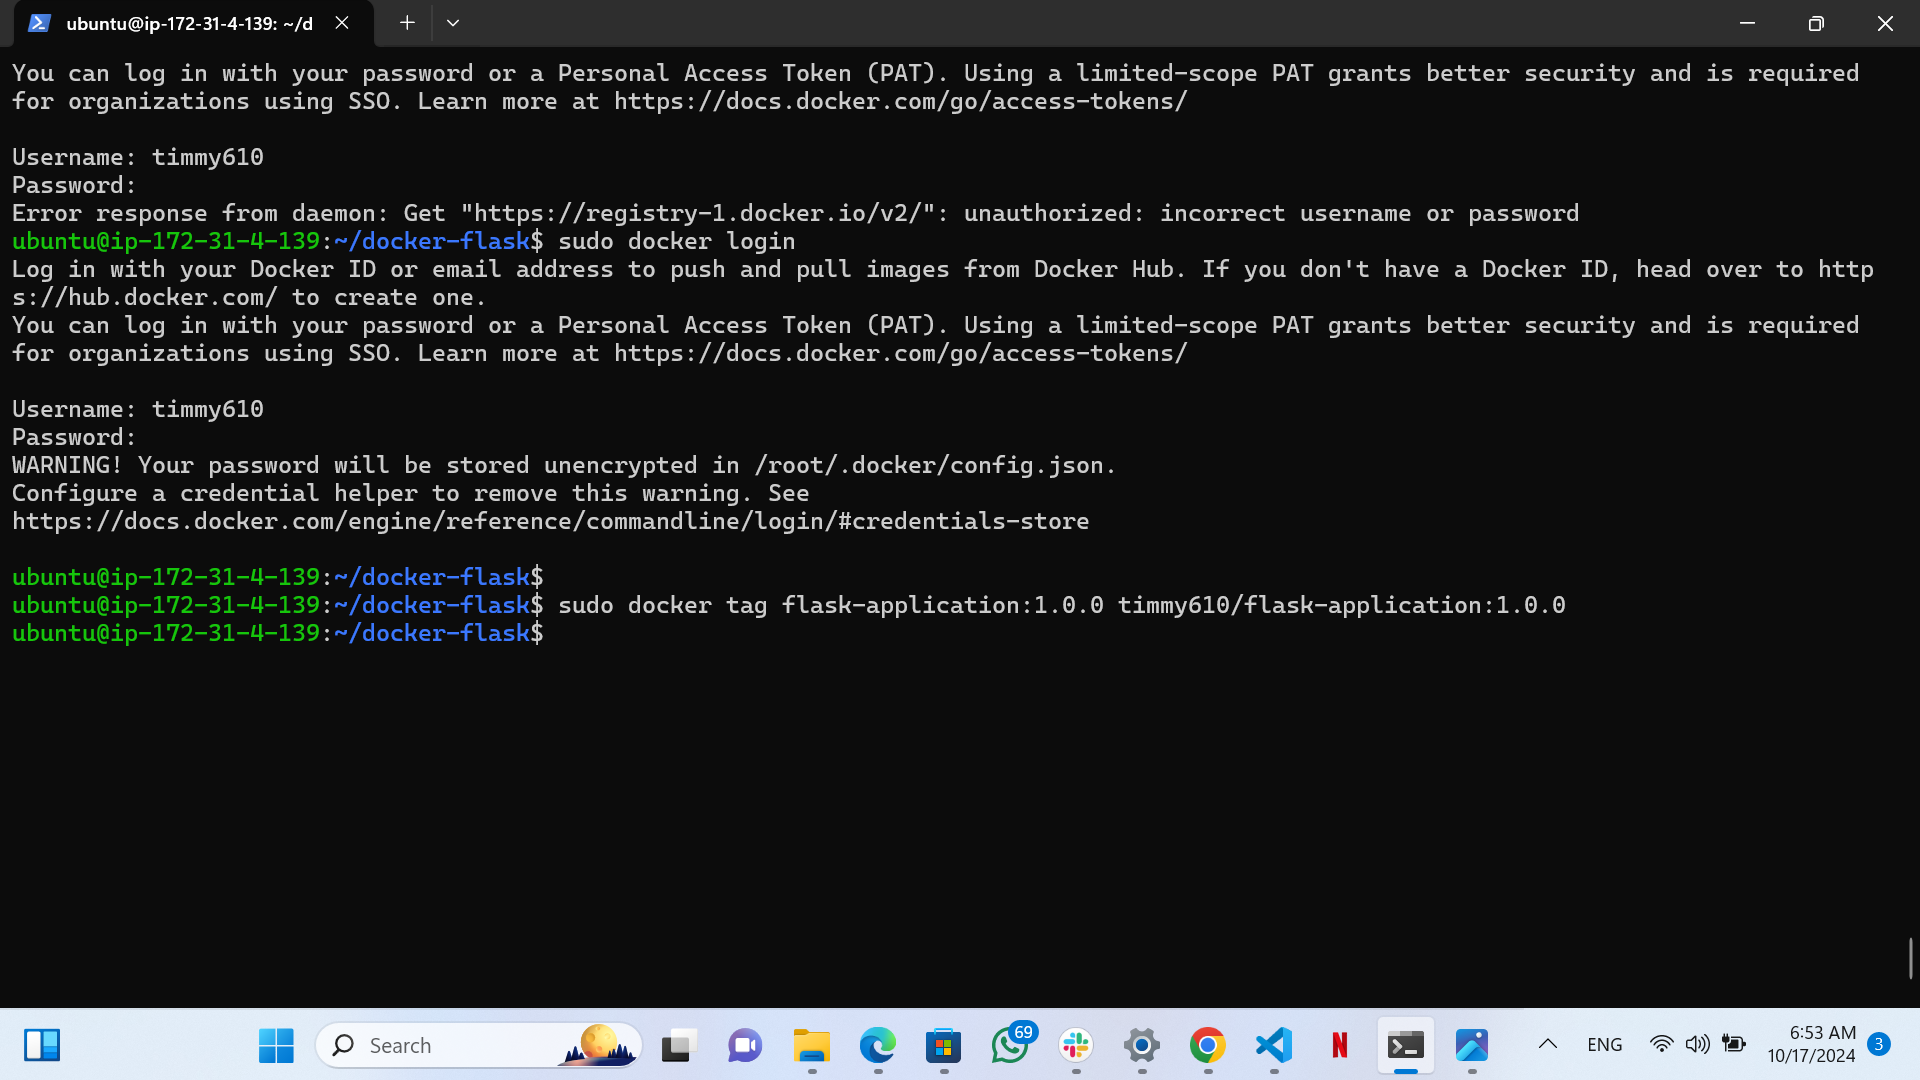 ubuntu@ip-172-31-4-139: ~/d
You can log in with your password or a Personal Access Token (PAT). Using a limited-scope PAT grants better security and is required
for organizations using SSO. Learn more at https://docs.docker.com/go/access-tokens/
Username: timmy610
Password:
Error response from daemon: Get "https://registry-1.docker.io/v2/": unauthorized: incorrect username or password
ubuntu@ip-172-31-4-139:~/docker-flask$ sudo docker login
Log in with your Docker ID or email address to push and pull images from Docker Hub. If you don't have a Docker ID, head over to http
s://hub.docker.com/ to create one.
You can log in with your password or a Personal Access Token (PAT). Using a limited-scope PAT grants better security and is required
for organizations using SSO. Learn more at https://docs.docker.com/go/access-tokens/
Username: timmy610
Password:
WARNING! Your password will be stored unencrypted in /root/.docker/config.json.
Configure a credential helper to remove this warning. See
https://docs.docker.com/engine/reference/commandline/login/#credentials-store
ubuntu@ip-172-31-4-139:~/docker-flask$
ubuntu@ip-172-31-4-139:~/docker-flask$ sudo docker tag flask-application:1.0.0 timmy610/flask-application:1.0.0
ubuntu@ip-172-31-4-139:~/docker-flask$
Search
69
N
ENG
6:53 AM
10/17/2024
3